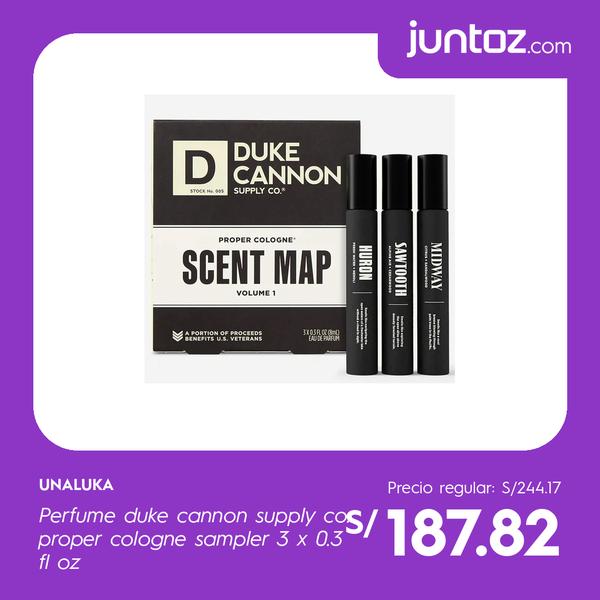 juntoz.com
D
STOCK No. 005
DUKE
CANNON
SUPPLY CO.®
PROPER COLOGNE®
SCENT MAP
VOLUME 1
A PORTION OF PROCEEDS
BENEFITS U.S. VETERANS
3 X 0.3 FL OZ (8mL)
EAU DE PARFUM
HURON
SAWTOOTH
MIDWAY
UNALUKA
Precio regular: S/244.17
Perfume duke cannon supply co
proper cologne sampler 3 x 0.3
fl oz
S/187.82